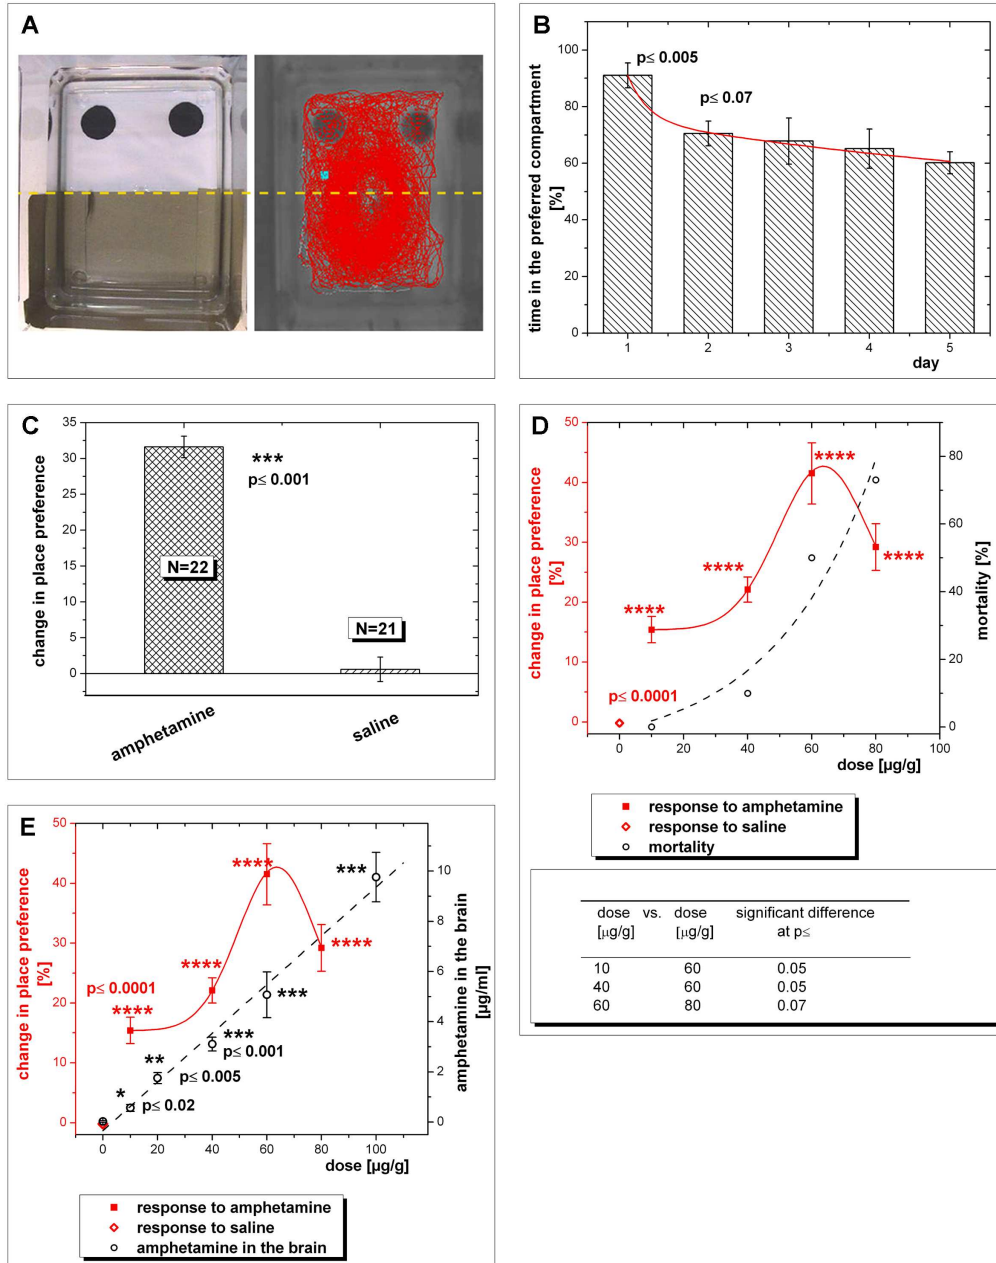 A
B
time in the preferred compartment
[%]
100
80
60
40
20
0
p≤ 0.005
p≤ 0.07
1 2 3 4 5
day
C
change in place preference
35
30
25
20
15
10
5
0
***
p≤ 0.001
N=22
N=21
amphetamine
saline
D
change in place preference
[%]
50
40
30
20
10
0
****
****
****
****
p≤ 0.0001
80
60
40
20
0
mortality [%]
0 20 40 60 80 100
dose [µg/g]
response to amphetamine
response to saline
mortality
dose vs. dose significant difference
[µg/g] [µg/g] at p≤
10 60 0.05
40 60 0.05
60 80 0.07
E
change in place preference
[%]
50
40
30
20
10
0
****
***
****
****
p≤ 0.0001
****
***
***
p≤ 0.001
**
p≤ 0.005
*
p≤ 0.02
10
8
6
4
2
0
amphetamine in the brain
[µg/ml]
0 20 40 60 80 100
dose [µg/g]
response to amphetamine
response to saline
amphetamine in the brain